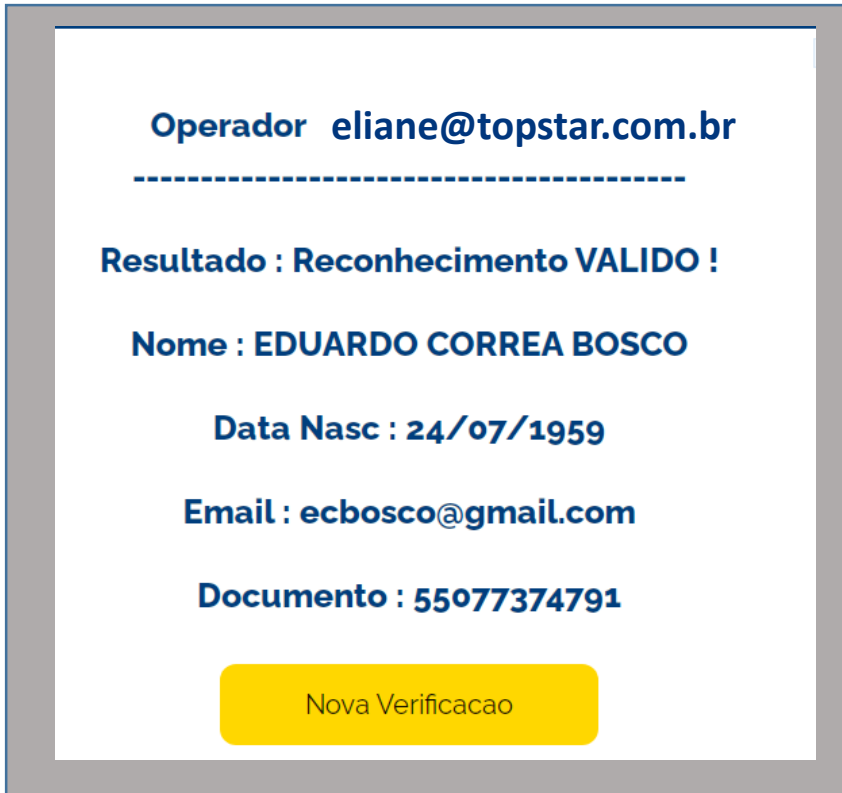 Operador eliane@topstar.com.br
-----------------------------------------
Resultado : Reconhecimento VALIDO !
Nome : EDUARDO CORREA BOSCO
Data Nasc : 24/07/1959
Email : ecbosco@gmail.com
Documento : 55077374791
Nova Verificacao